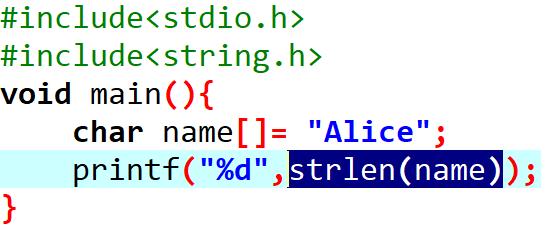 #include<stdio.h>
#include<string.h>
void main(){
    char name[]= "Alice";
    printf("%d",strlen(name));
}